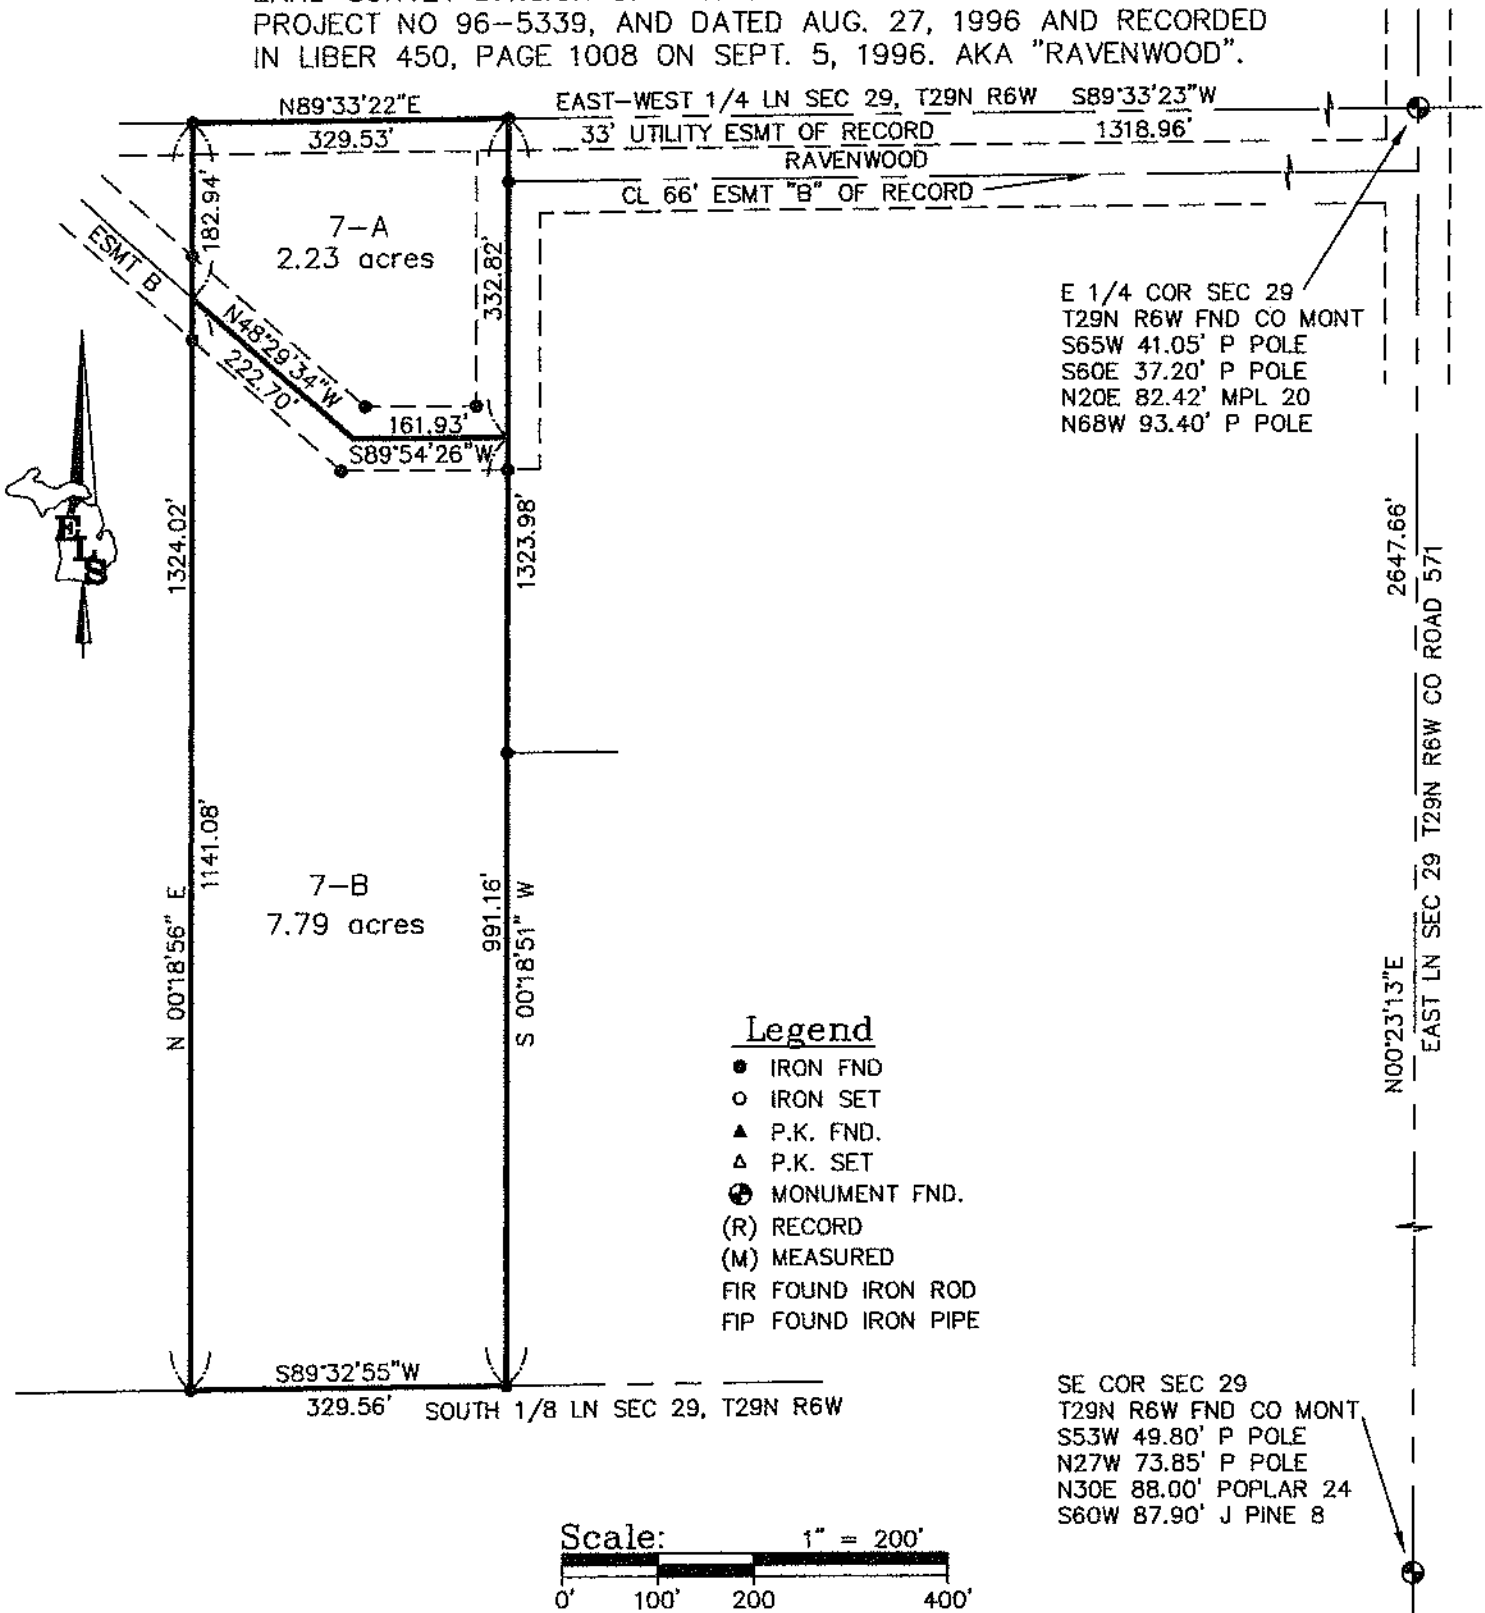 PROJECT NO 96-5339, AND DATED AUG. 27, 1996 AND RECORDED
IN LIBER 450, PAGE 1008 ON SEPT. 5, 1996. AKA "RAVENWOOD".
N89°33'22"E
329.53'
EAST-WEST 1/4 LN SEC 29, T29N R6W S89°33'23"W
33' UTILITY ESMT OF RECORD 1318.96'
RAVENWOOD
CL 66' ESMT "B" OF RECORD
182.94'
7-A
2.23 acres
332.82'
ESMT B
N48°29'34"W
222.70'
161.93'
S89°54'26"W
E 1/4 COR SEC 29
T29N R6W FND CO MONT
S65W 41.05' P POLE
S60E 37.20' P POLE
N20E 82.42' MPL 20
N68W 93.40' P POLE
ELS
1324.02'
1323.98'
2647.66'
EAST LN SEC 29 T29N R6W CO ROAD 571
N00°23'13"E
1141.08'
N 00°18'56" E
7-B
7.79 acres
991.16'
S 00°18'51" W
Legend
IRON FND
IRON SET
P.K. FND.
P.K. SET
MONUMENT FND.
(R) RECORD
(M) MEASURED
FIR FOUND IRON ROD
FIP FOUND IRON PIPE
S89°32'55"W
329.56'
SOUTH 1/8 LN SEC 29, T29N R6W
SE COR SEC 29
T29N R6W FND CO MONT
S53W 49.80' P POLE
N27W 73.85' P POLE
N30E 88.00' POPLAR 24
S60W 87.90' J PINE 8
Scale: 1" = 200'
0' 100' 200 400'